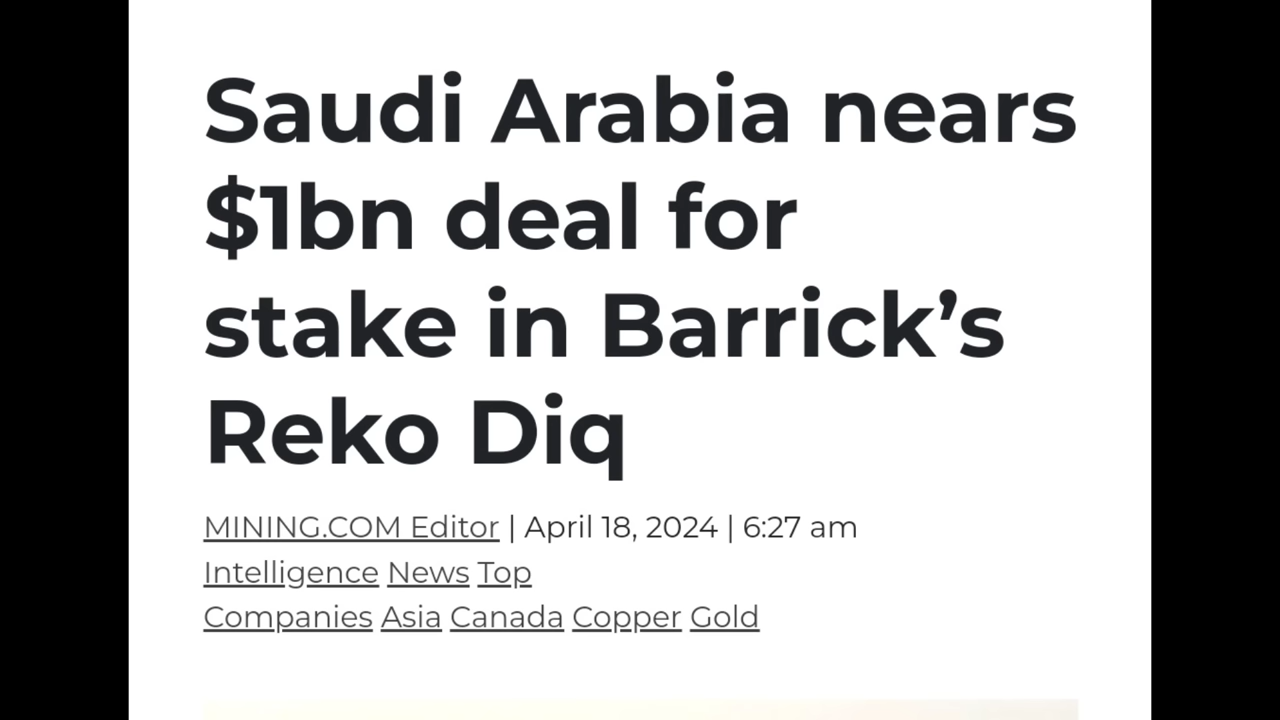 Saudi Arabia nears
$1bn deal for
stake in Barrick’s
Reko Diq
MINING.COM Editor | April 18, 2024 | 6:27 am
Intelligence News Top
Companies Asia Canada Copper Gold